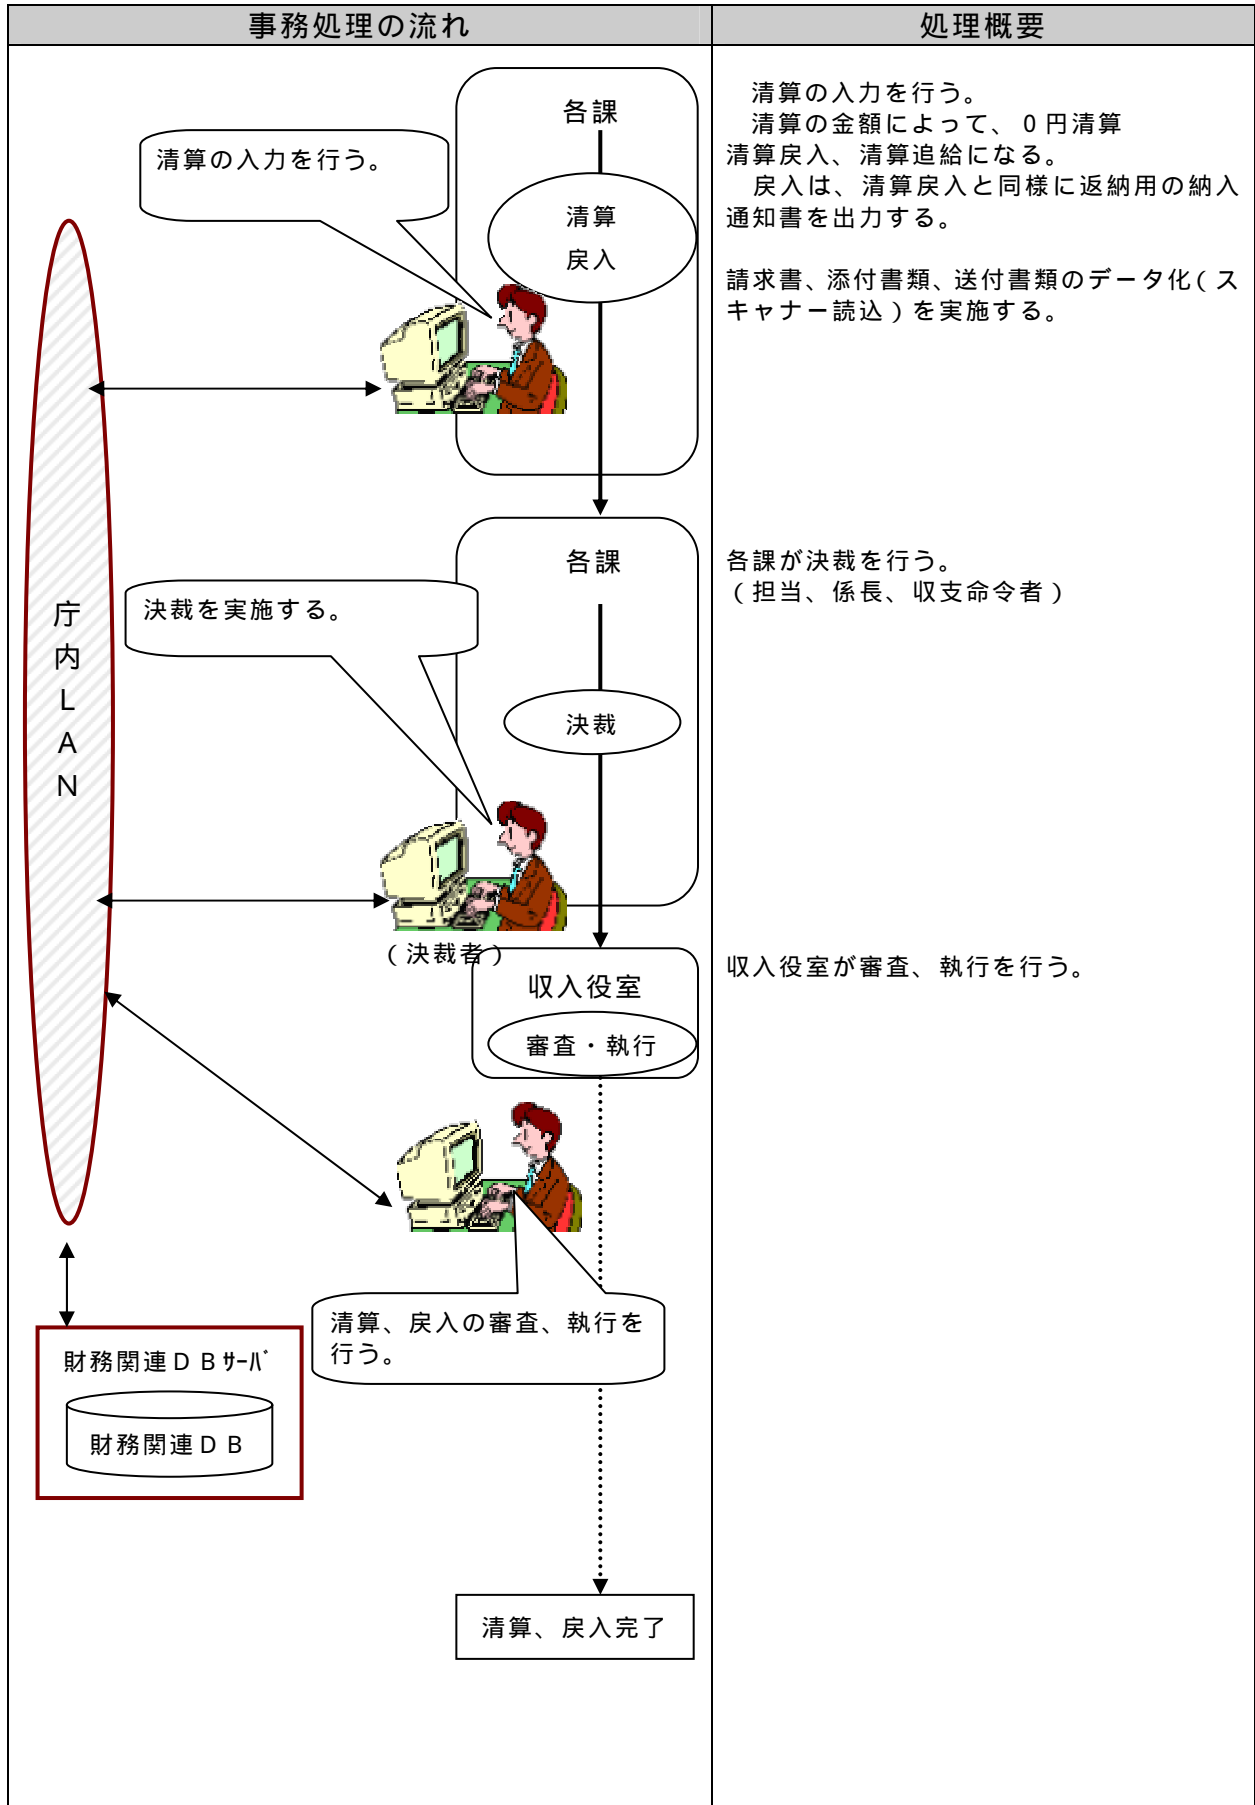 事務処理の流れ
処理概要
各課
清算の入力を行う。
清算
戻入
清算の入力を行う。
清算の金額によって、０円清算
清算戻入、清算追給になる。
戻入は、清算戻入と同様に返納用の納入
通知書を出力する。
請求書、添付書類、送付書類のデータ化（ス
キャナー読込）を実施する。
各課
決裁を実施する。
決裁
（決裁者）
各課が決裁を行う。
（担当、係長、収支命令者）
庁内ＬＡＮ
収入役室
審査・執行
収入役室が審査、執行を行う。
清算、戻入の審査、執行を
行う。
財務関連ＤＢｻｰﾊﾞ
財務関連ＤＢ
清算、戻入完了